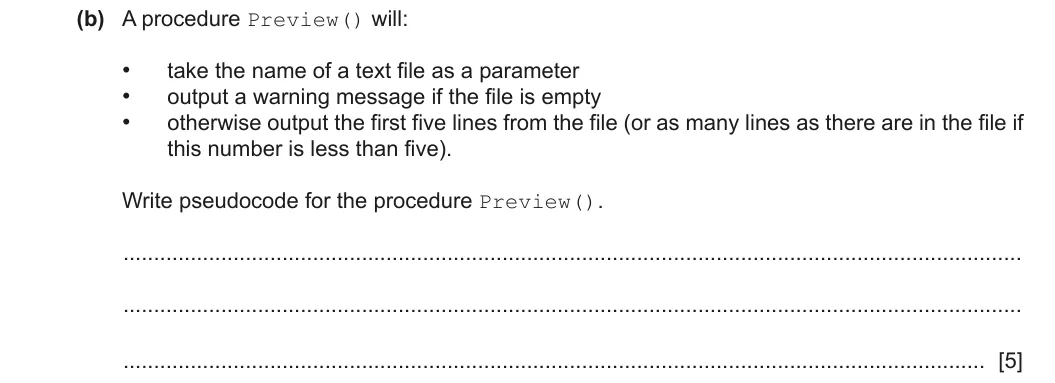 (b) A procedure Preview() will:
• take the name of a text file as a parameter
• output a warning message if the file is empty
• otherwise output the first five lines from the file (or as many lines as there are in the file if
this number is less than five).
Write pseudocode for the procedure Preview().
[5]